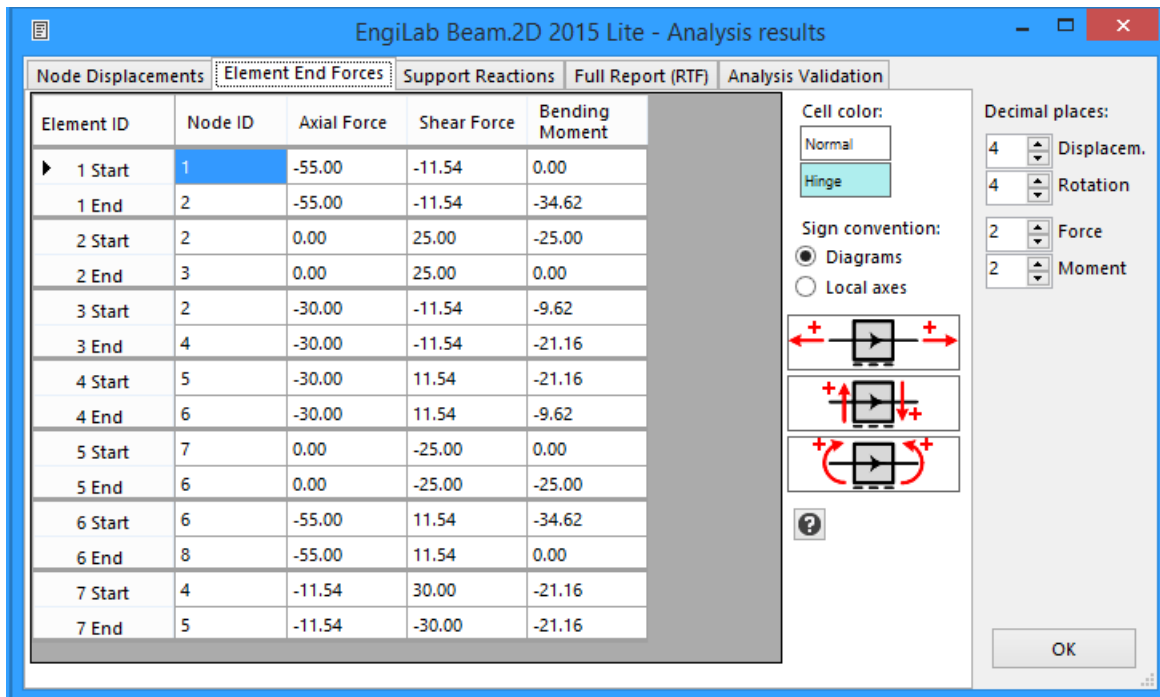 EngiLab Beam.2D 2015 Lite - Analysis results
Node Displacements Element End Forces Support Reactions Full Report (RTF) Analysis Validation
Element ID Node ID Axial Force Shear Force Bending Moment
1 Start 1 -55.00 -11.54 0.00
1 End 2 -55.00 -11.54 -34.62
2 Start 2 0.00 25.00 -25.00
2 End 3 0.00 25.00 0.00
3 Start 2 -30.00 -11.54 -9.62
3 End 4 -30.00 -11.54 -21.16
4 Start 5 -30.00 11.54 -21.16
4 End 6 -30.00 11.54 -9.62
5 Start 7 0.00 -25.00 0.00
5 End 6 0.00 -25.00 -25.00
6 Start 6 -55.00 11.54 -34.62
6 End 8 -55.00 11.54 0.00
7 Start 4 -11.54 30.00 -21.16
7 End 5 -11.54 -30.00 -21.16
Cell color:
Normal
Hinge
Sign convention:
Diagrams
Local axes
+ +
+ +
+ +
?
Decimal places:
4 Displacem.
4 Rotation
2 Force
2 Moment
OK